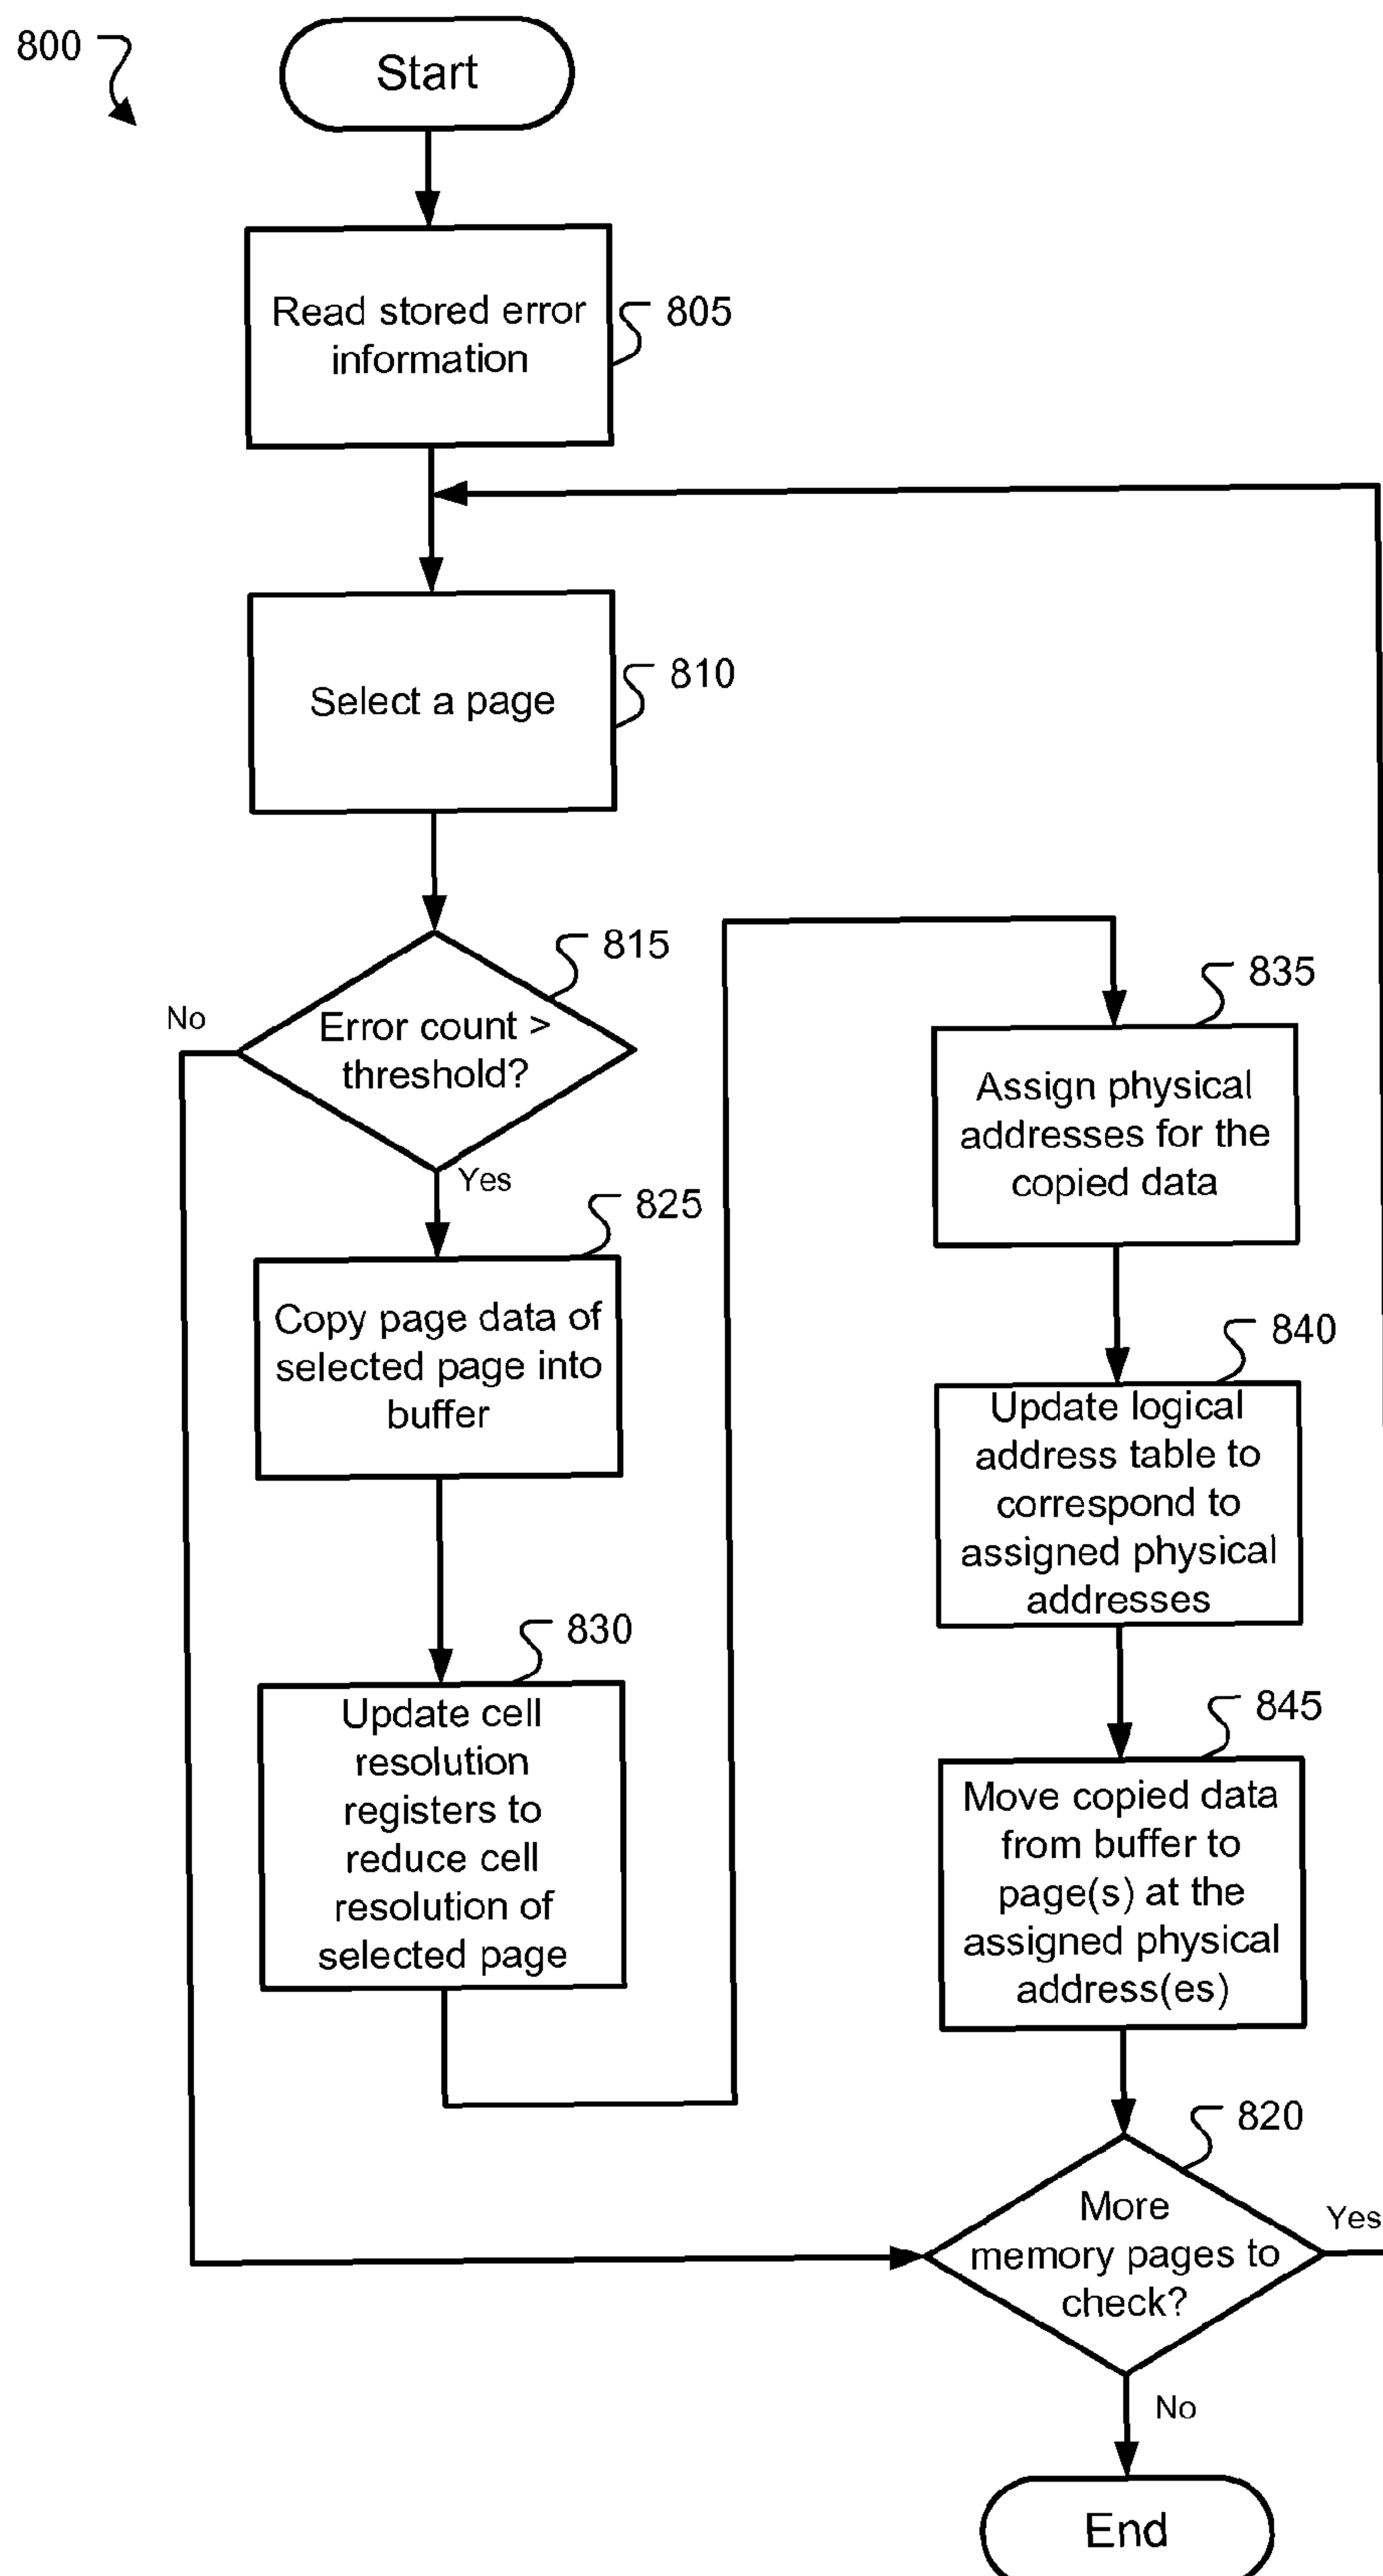 800
Start
Read stored error
information
805
Select a page
810
Error count >
threshold?
815
No
Yes
Copy page data of
selected page into
buffer
825
Update cell
resolution
registers to
reduce cell
resolution of
selected page
830
Assign physical
addresses for the
copied data
835
Update logical
address table to
correspond to
assigned physical
addresses
840
Move copied data
from buffer to
page(s) at the
assigned physical
address(es)
845
More
memory pages to
check?
820
Yes
No
End